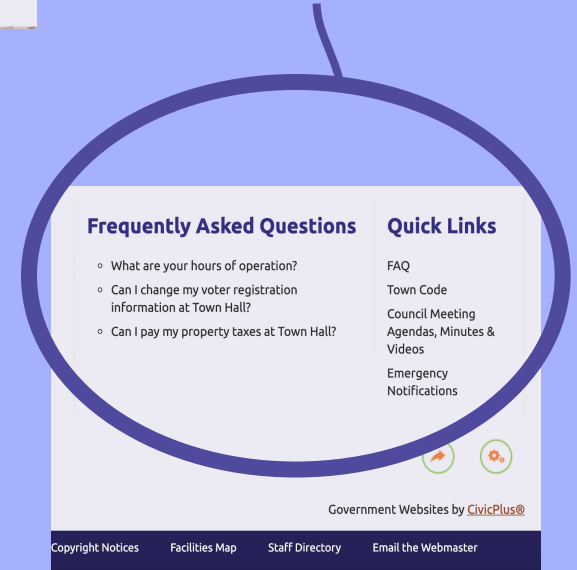 Frequently Asked Questions
What are your hours of operation?
Can I change my voter registration
information at Town Hall?
Can I pay my property taxes at Town Hall?
Quick Links
FAQ
Town Code
Council Meeting
Agendas, Minutes &
Videos
Emergency
Notifications
Government Websites by CivicPlus®
Copyright Notices Facilities Map Staff Directory Email the Webmaster